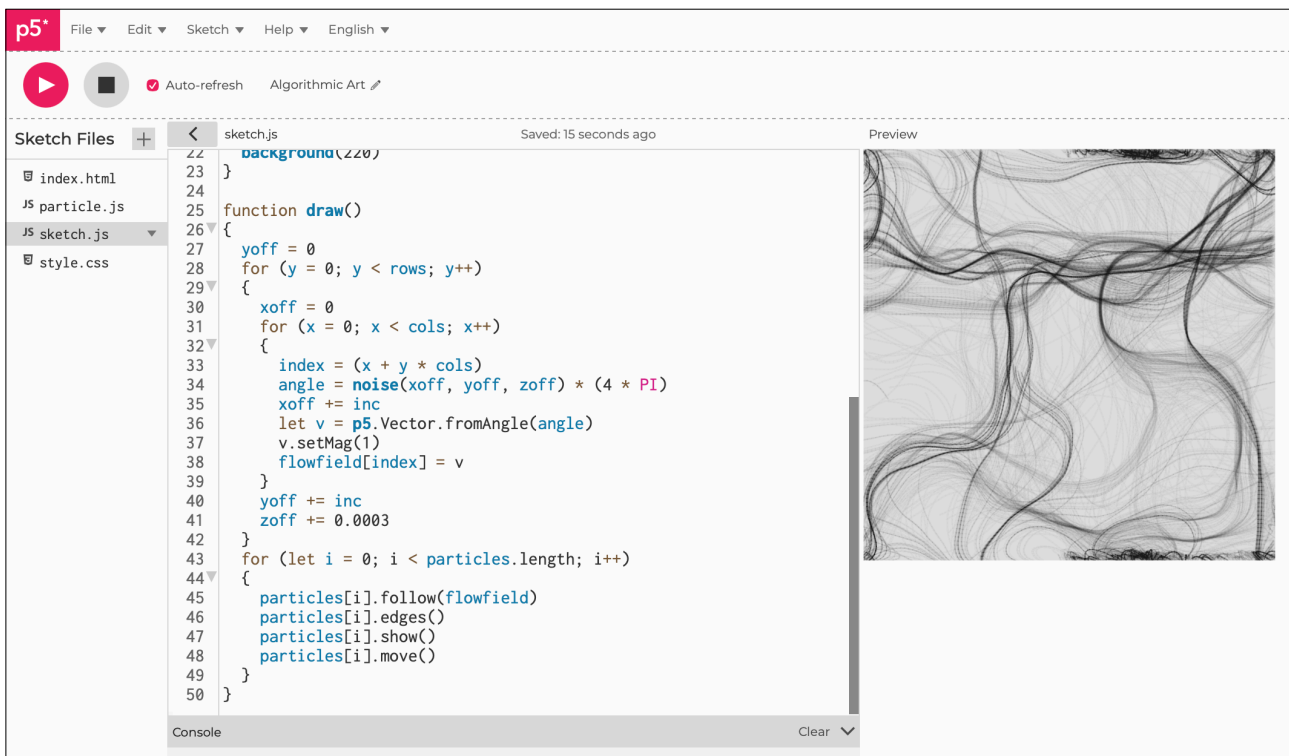 p5*
File Edit Sketch Help English
Auto-refresh Algorithmic Art
Sketch Files
index.html
JS particle.js
JS sketch.js
style.css
sketch.js Saved: 15 seconds ago
22 background(220)
23 }
24
25 function draw()
26 {
27 yoff = 0
28 for (y = 0; y < rows; y++)
29 {
30 xoff = 0
31 for (x = 0; x < cols; x++)
32 {
33 index = (x + y * cols)
34 angle = noise(xoff, yoff, zoff) * (4 * PI)
35 xoff += inc
36 let v = p5.Vector.fromAngle(angle)
37 v.setMag(1)
38 flowfield[index] = v
39 }
40 yoff += inc
41 zoff += 0.0003
42 }
43 for (let i = 0; i < particles.length; i++)
44 {
45 particles[i].follow(flowfield)
46 particles[i].edges()
47 particles[i].show()
48 particles[i].move()
49 }
50 }
Console Clear
Preview